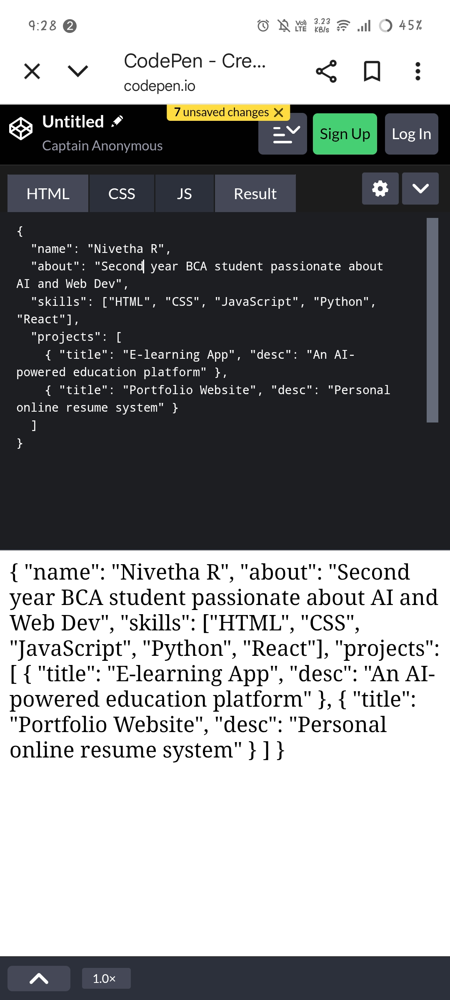 9:28 2 VoLTE 3.23 KB/s 45%
CodePen - Cre...
codepen.io
7 unsaved changes
Untitled
Captain Anonymous
Sign Up
Log In
HTML CSS JS Result
{
  "name": "Nivetha R",
  "about": "Second year BCA student passionate about
AI and Web Dev",
  "skills": ["HTML", "CSS", "JavaScript", "Python",
"React"],
  "projects": [
    { "title": "E-learning App", "desc": "An AI-
powered education platform" },
    { "title": "Portfolio Website", "desc": "Personal
online resume system" }
  ]
}
{ "name": "Nivetha R", "about": "Second
year BCA student passionate about AI and
Web Dev", "skills": ["HTML", "CSS",
"JavaScript", "Python", "React"], "projects":
[ { "title": "E-learning App", "desc": "An AI-
powered education platform" }, { "title":
"Portfolio Website", "desc": "Personal
online resume system" } ] }
1.0×